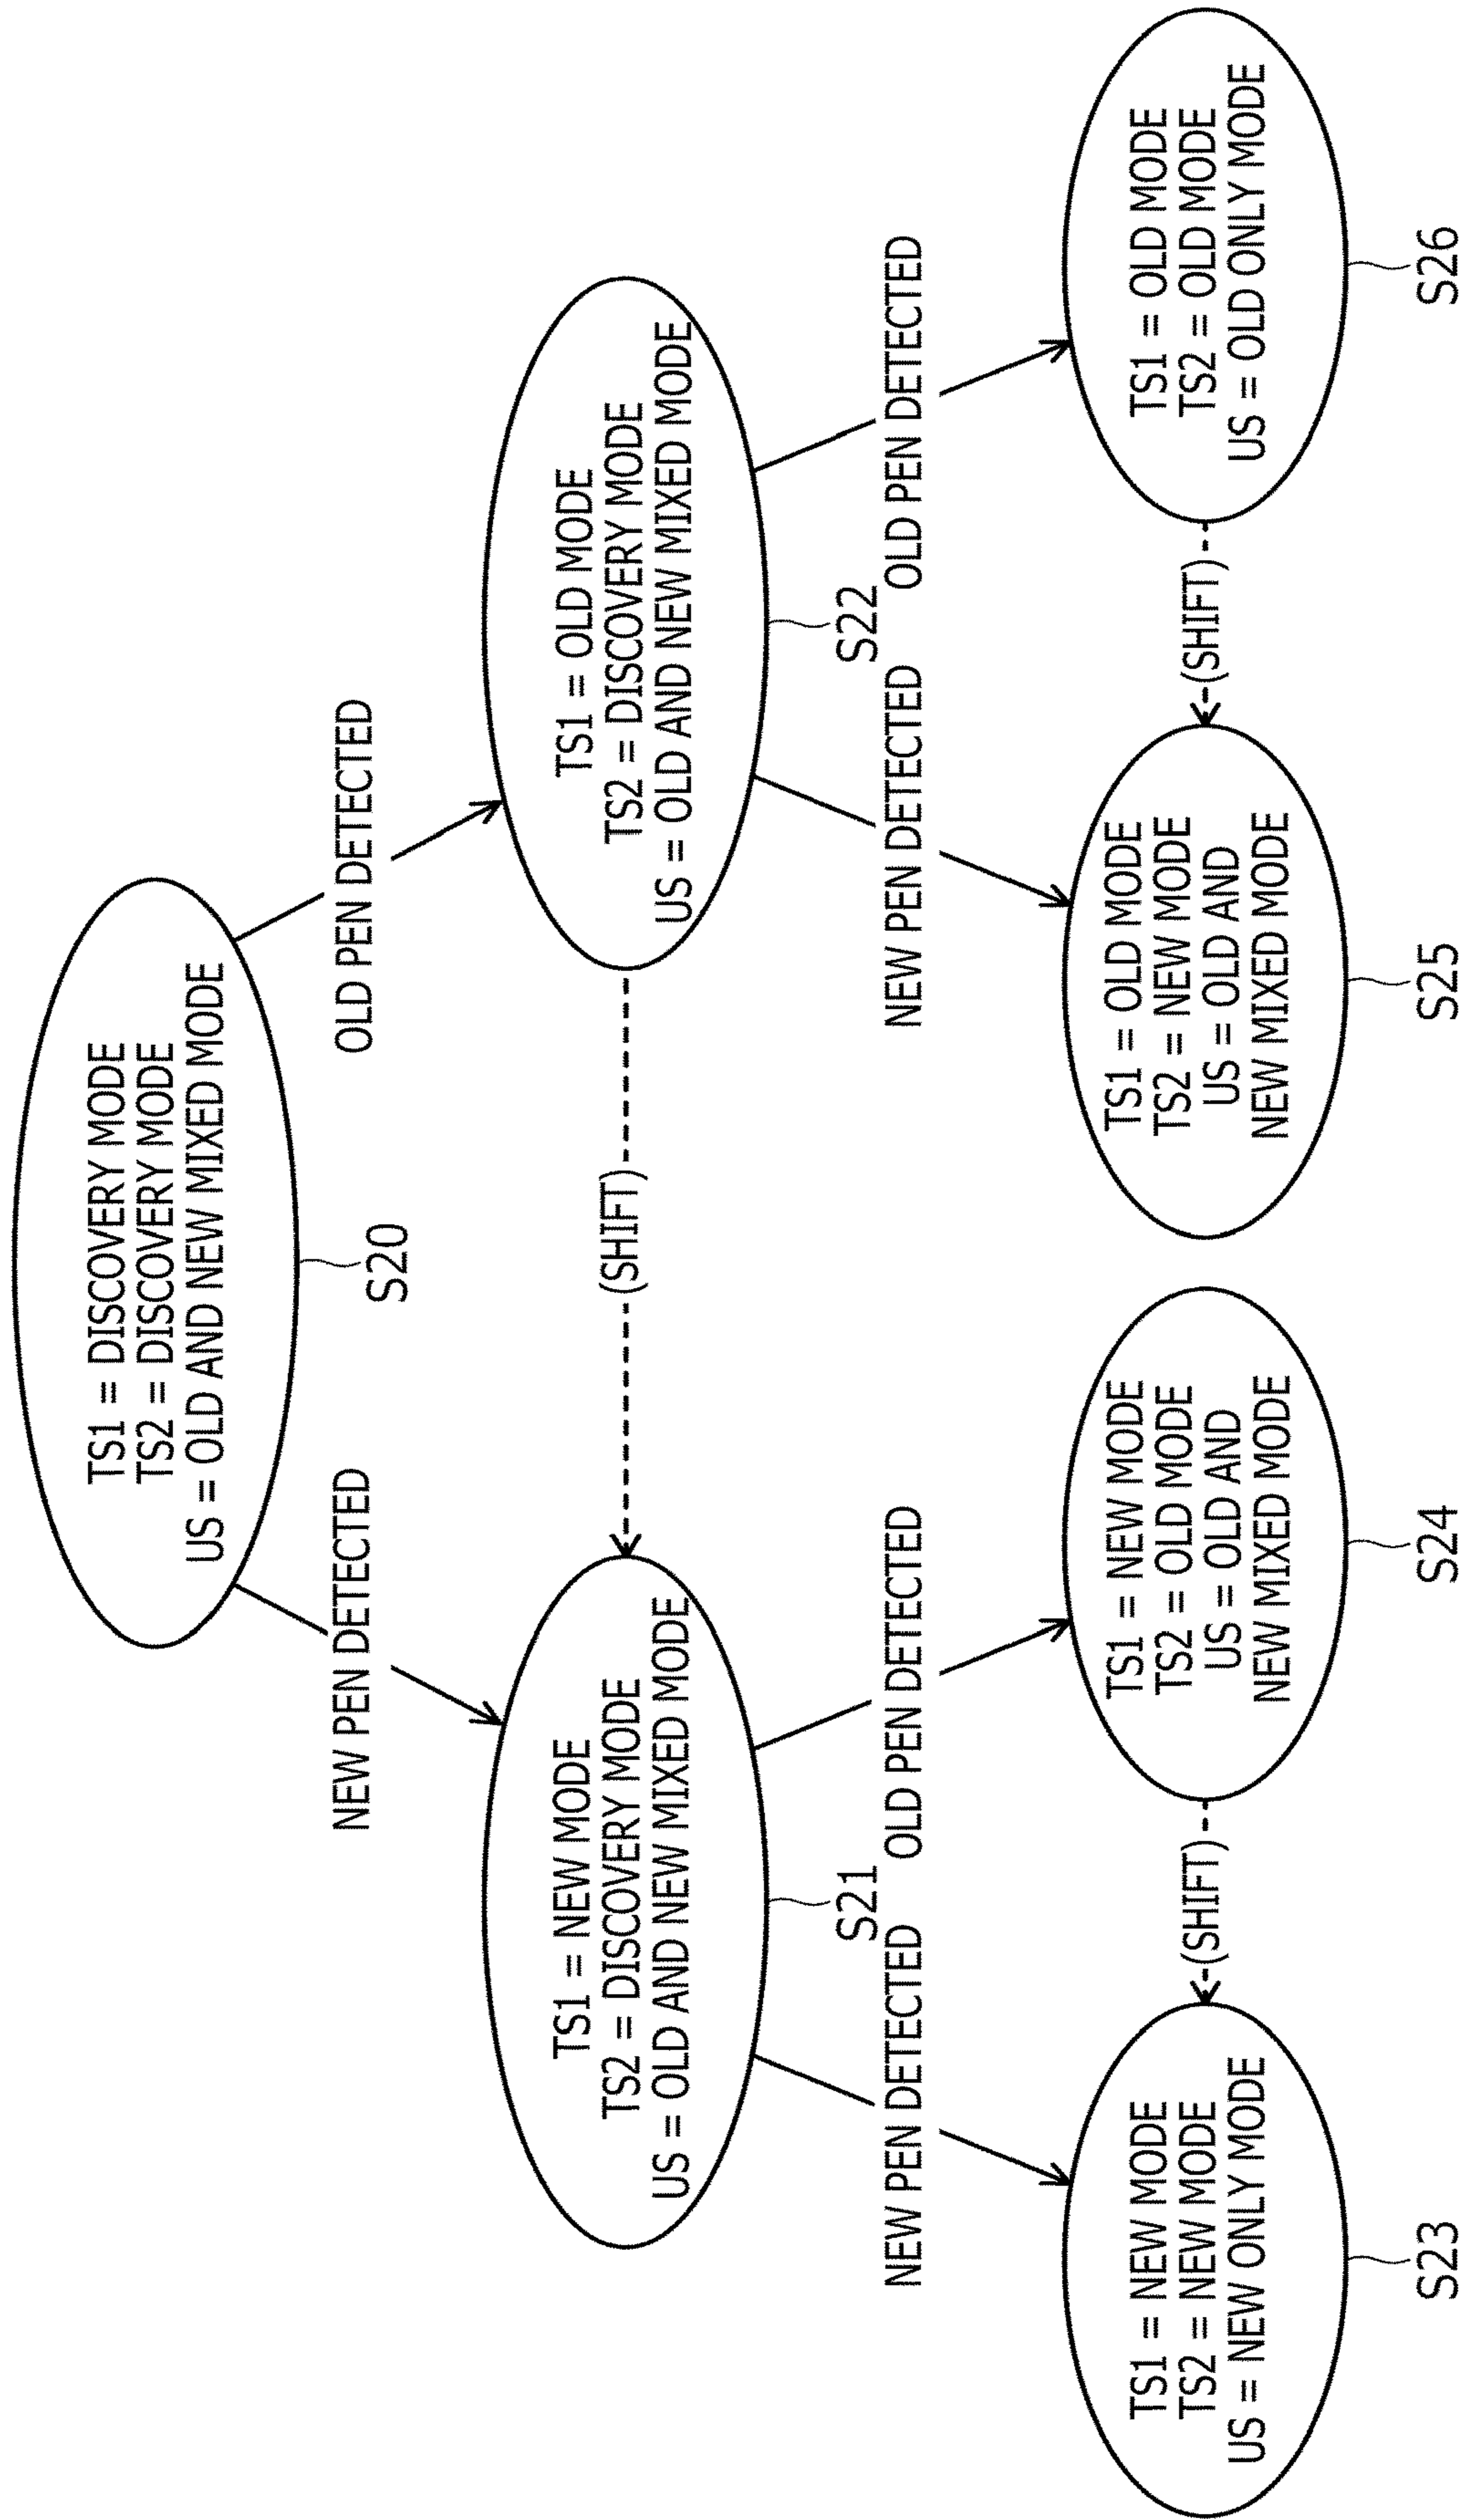 TS1 = DISCOVERY MODE
TS2 = DISCOVERY MODE
US = OLD AND NEW MIXED MODE
S20
NEW PEN DETECTED
OLD PEN DETECTED
TS1 = NEW MODE
TS2 = DISCOVERY MODE
US = OLD AND NEW MIXED MODE
S21
(SHIFT)
TS1 = OLD MODE
TS2 = DISCOVERY MODE
US = OLD AND NEW MIXED MODE
S22
NEW PEN DETECTED
OLD PEN DETECTED
NEW PEN DETECTED
OLD PEN DETECTED
TS1 = NEW MODE
TS2 = NEW MODE
US = NEW ONLY MODE
S23
(SHIFT)
TS1 = NEW MODE
TS2 = OLD MODE
US = OLD AND
NEW MIXED MODE
S24
TS1 = OLD MODE
TS2 = NEW MODE
US = OLD AND
NEW MIXED MODE
S25
(SHIFT)
TS1 = OLD MODE
TS2 = OLD MODE
US = OLD ONLY MODE
S26